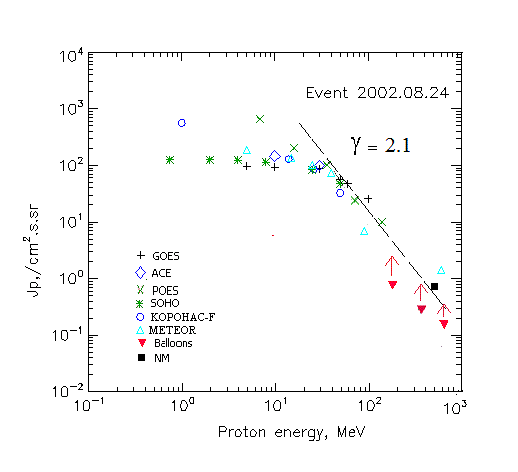 10⁴
10³
10²
10¹
10⁰
10⁻¹
10⁻²
Jp,/cm².s.sr
Event 2002.08.24
γ = 2.1
GOES
ACE
POES
SOHO
KOPOHAC-F
METEOR
Balloons
NM
10⁻¹ 10⁰ 10¹ 10² 10³
Proton energy, MeV